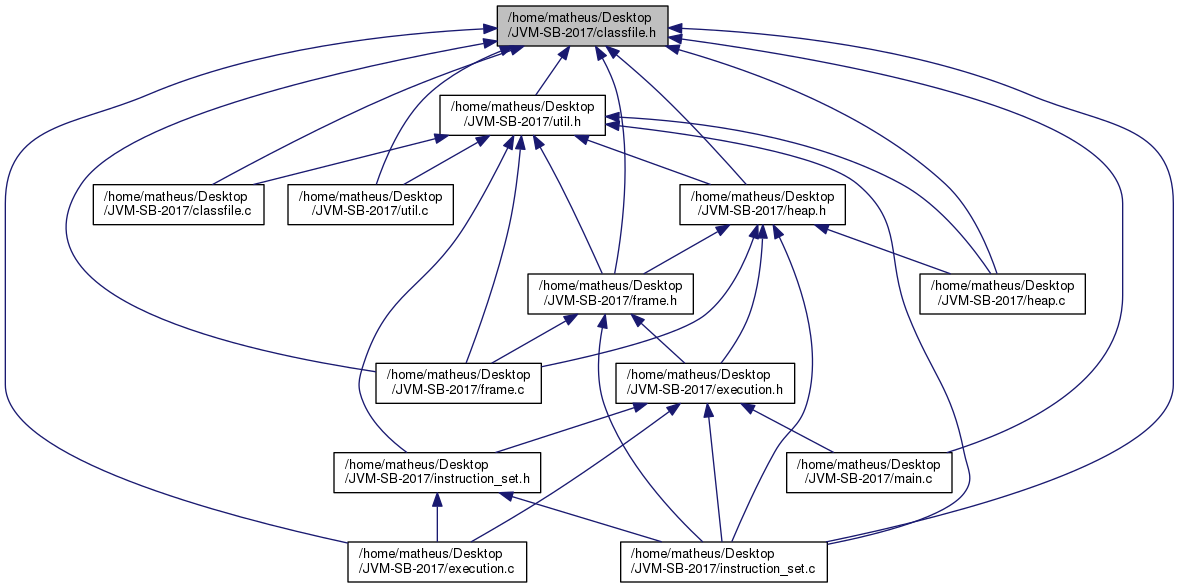 /home/matheus/Desktop
/JVM-SB-2017/classfile.h
/home/matheus/Desktop
/JVM-SB-2017/util.h
/home/matheus/Desktop
/JVM-SB-2017/classfile.c
/home/matheus/Desktop
/JVM-SB-2017/util.c
/home/matheus/Desktop
/JVM-SB-2017/heap.h
/home/matheus/Desktop
/JVM-SB-2017/frame.h
/home/matheus/Desktop
/JVM-SB-2017/heap.c
/home/matheus/Desktop
/JVM-SB-2017/frame.c
/home/matheus/Desktop
/JVM-SB-2017/execution.h
/home/matheus/Desktop
/JVM-SB-2017/instruction_set.h
/home/matheus/Desktop
/JVM-SB-2017/main.c
/home/matheus/Desktop
/JVM-SB-2017/execution.c
/home/matheus/Desktop
/JVM-SB-2017/instruction_set.c